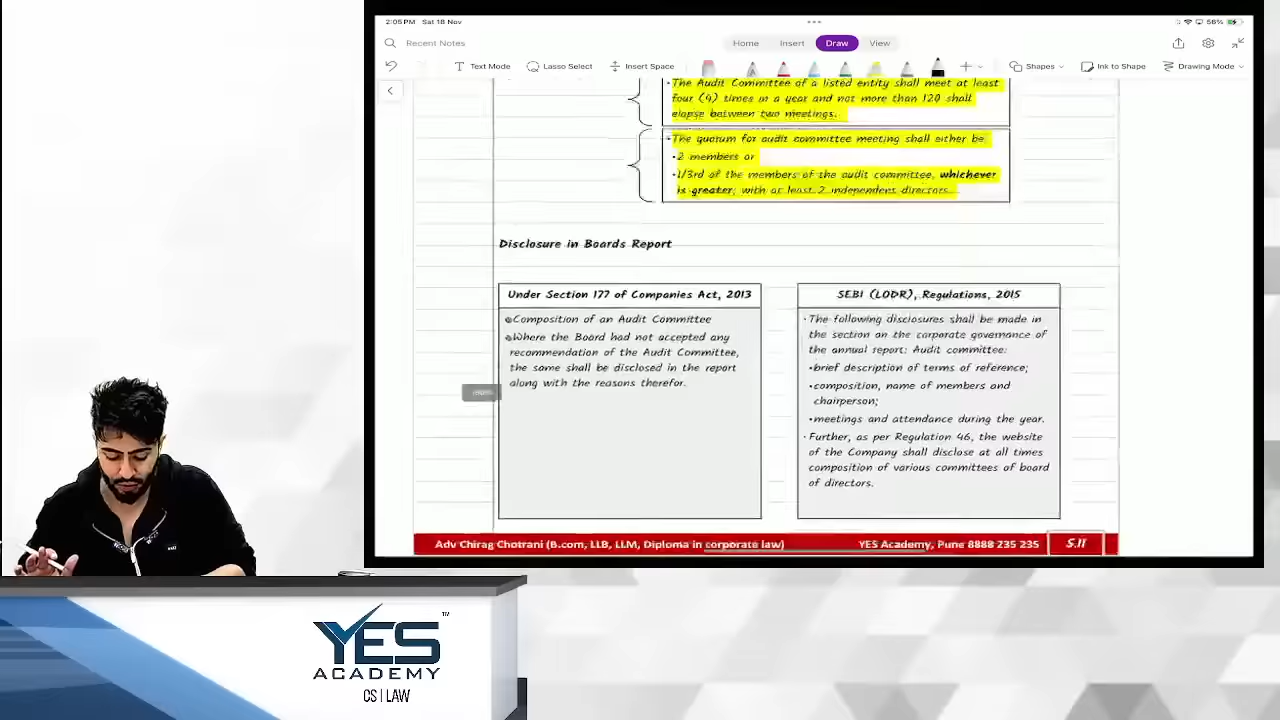 2:05 PM Sat 18 Nov
56%
Recent Notes
Home Insert Draw View
Text Mode Lasso Select Insert Space Shapes Ink to Shape Drawing Mode
•The Audit Committee of a listed entity shall meet at least
four (4) times in a year and not more than 120 shall
elapse between two meetings.
•The quorum for audit committee meeting shall either be
•2 members or
•1/3rd of the members of the audit committee, whichever
is greater; with at least 2 independent directors.
Disclosure in Boards Report
Under Section 177 of Companies Act, 2013
Composition of an Audit Committee
Where the Board had not accepted any
recommendation of the Audit Committee,
the same shall be disclosed in the report
along with the reasons therefor.
SEBI (LODR), Regulations, 2015
•The following disclosures shall be made in
the section on the corporate governance of
the annual report: Audit committee:
•brief description of terms of reference;
•composition, name of members and
chairperson;
•meetings and attendance during the year.
•Further, as per Regulation 46, the website
of the Company shall disclose at all times
composition of various committees of board
of directors.
Adv Chirag Chotrani (B.com, LLB, LLM, Diploma in corporate law) YES Academy, Pune 8888 235 235 5.11
YES TM
ACADEMY
CS | LAW